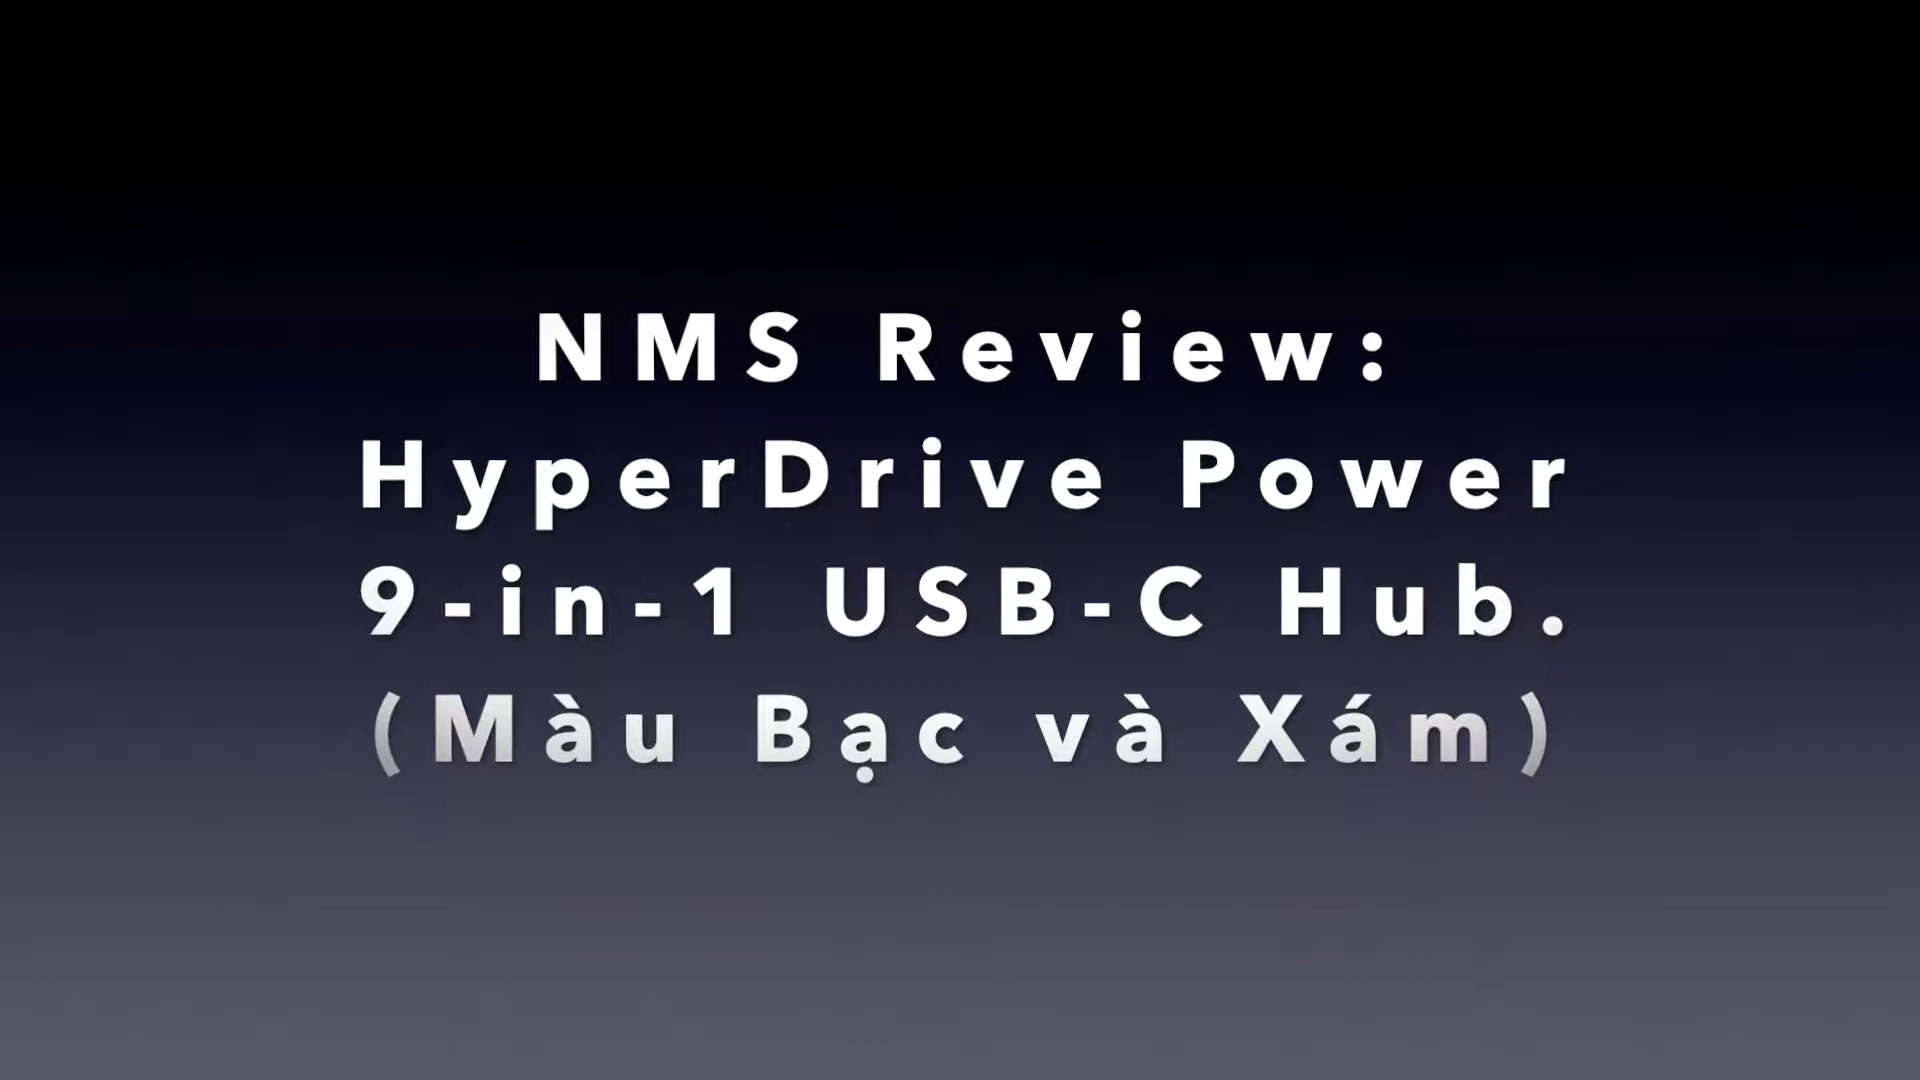 NMS Review:
HyperDrive Power
9-in-1 USB-C Hub.
(Màu Bạc và Xám)